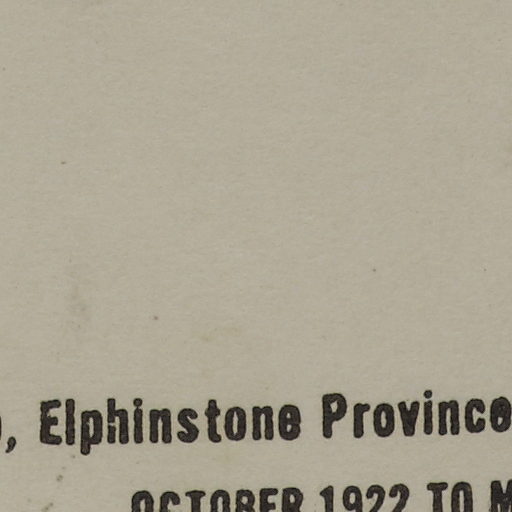 , Elphinstone Province
OCTOBER 1922 TO